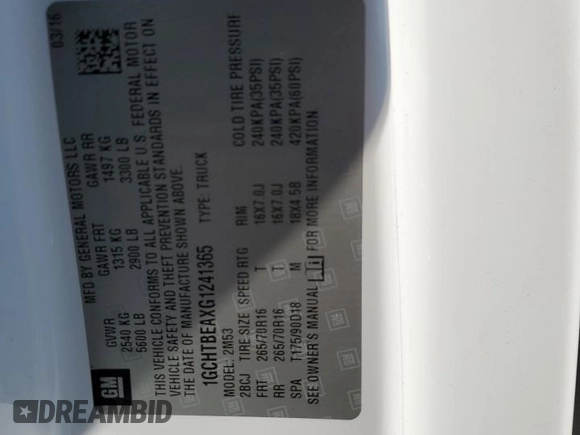 GM
MFD BY GENERAL MOTORS LLC 03/16
GVWR GAWR FRT GAWR RR
2540 KG 1315 KG 1497 KG
5600 LB 2900 LB 3300 LB
THIS VEHICLE CONFORMS TO ALL APPLICABLE U.S. FEDERAL MOTOR
VEHICLE SAFETY AND THEFT PREVENTION STANDARDS IN EFFECT ON
THE DATE OF MANUFACTURE SHOWN ABOVE.
1GCHTBEAXG1241365 TYPE: TRUCK
MODEL: 2M53
2BCJ TIRE SIZE SPEED RTG RIM COLD TIRE PRESSURE
FRT 265/70R16 T 16X7.0J 240KPA(35PSI)
RR 265/70R16 T 16X7.0J 240KPA(35PSI)
SPA T175/90D18 M 18X4.5B 420KPA(60PSI)
SEE OWNER'S MANUAL i FOR MORE INFORMATION
DREAMBID